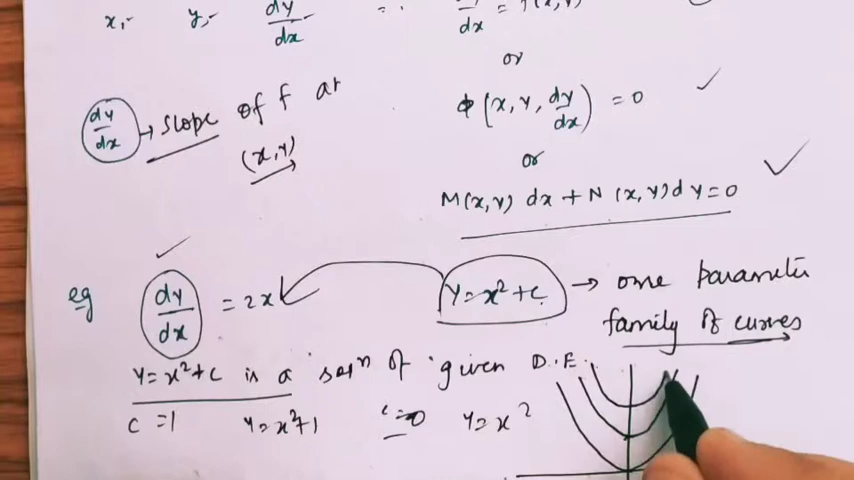 x, y, dy/dx
dy/dx =
or
dy/dx → slope of f at
(x,y)
φ(x, y, dy/dx) = 0
or
M(x,y) dx + N(x,y) dy = 0
eg dy/dx = 2x
y = x² + c → one parameter
family of curves
y = x² + c is a solⁿ of given D.E.
c = 1 y = x² + 1 c = 0 y = x²